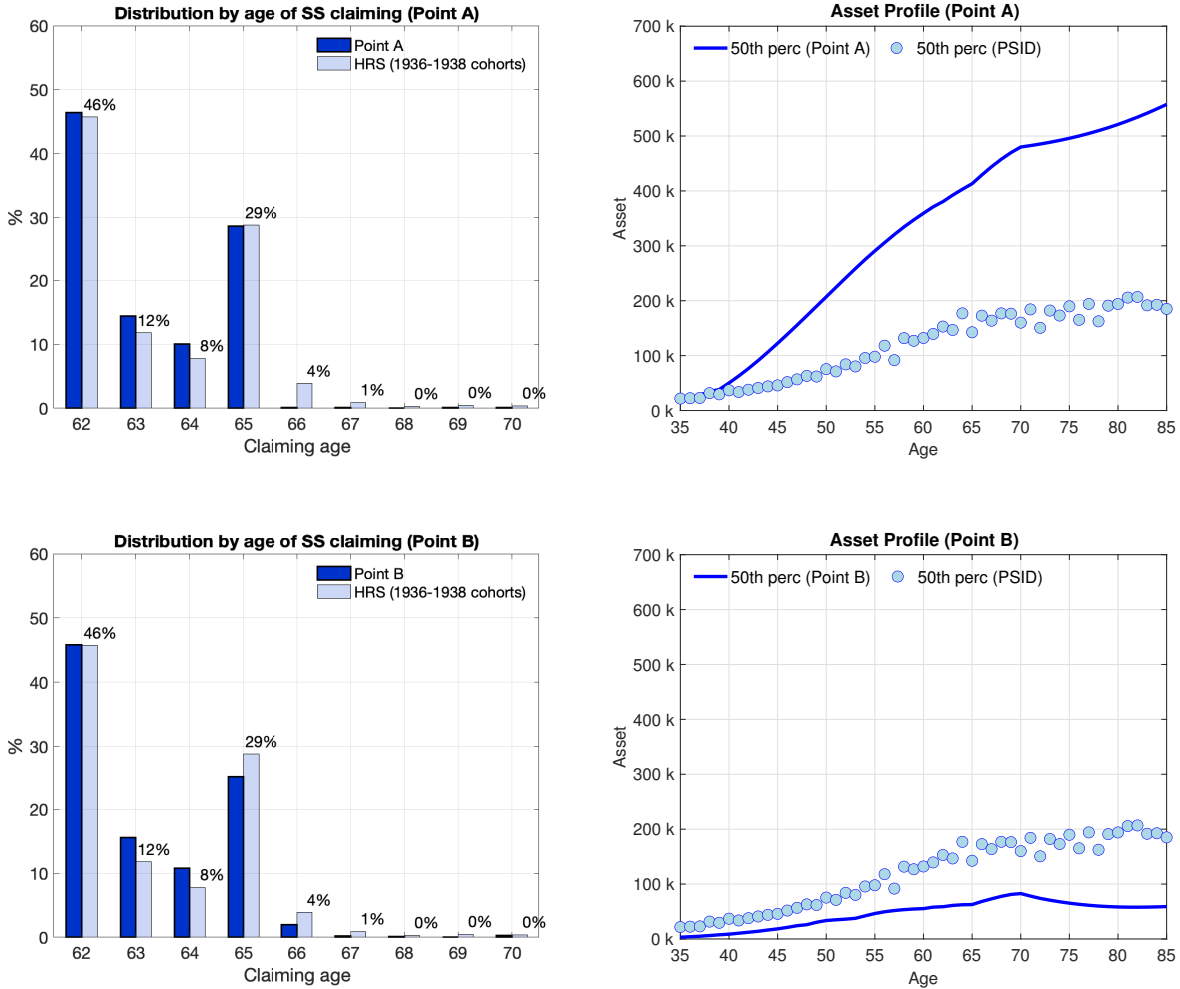 Distribution by age of SS claiming (Point A)
60
50
40
30
20
10
0
%
Point A
HRS (1936-1938 cohorts)
46%
12%
8%
29%
4%
1%
0%
0%
0%
62 63 64 65 66 67 68 69 70
Claiming age
Asset Profile (Point A)
700 k
600 k
500 k
400 k
300 k
200 k
100 k
0 k
Asset
50th perc (Point A) 50th perc (PSID)
35 40 45 50 55 60 65 70 75 80 85
Age
Distribution by age of SS claiming (Point B)
60
50
40
30
20
10
0
%
Point B
HRS (1936-1938 cohorts)
46%
12%
8%
29%
4%
1%
0%
0%
0%
62 63 64 65 66 67 68 69 70
Claiming age
Asset Profile (Point B)
700 k
600 k
500 k
400 k
300 k
200 k
100 k
0 k
Asset
50th perc (Point B) 50th perc (PSID)
35 40 45 50 55 60 65 70 75 80 85
Age